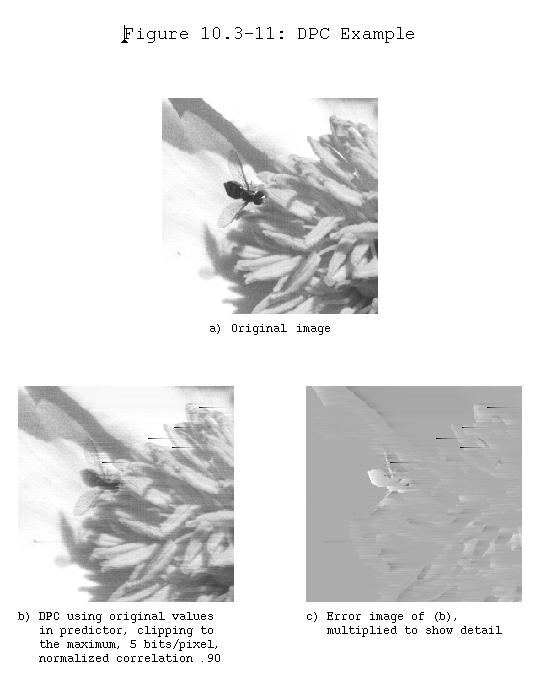 Figure 10.3-11: DPC Example
a) Original image
b) DPC using original values
in predictor, clipping to
the maximum, 5 bits/pixel,
normalized correlation .90
c) Error image of (b),
multiplied to show detail